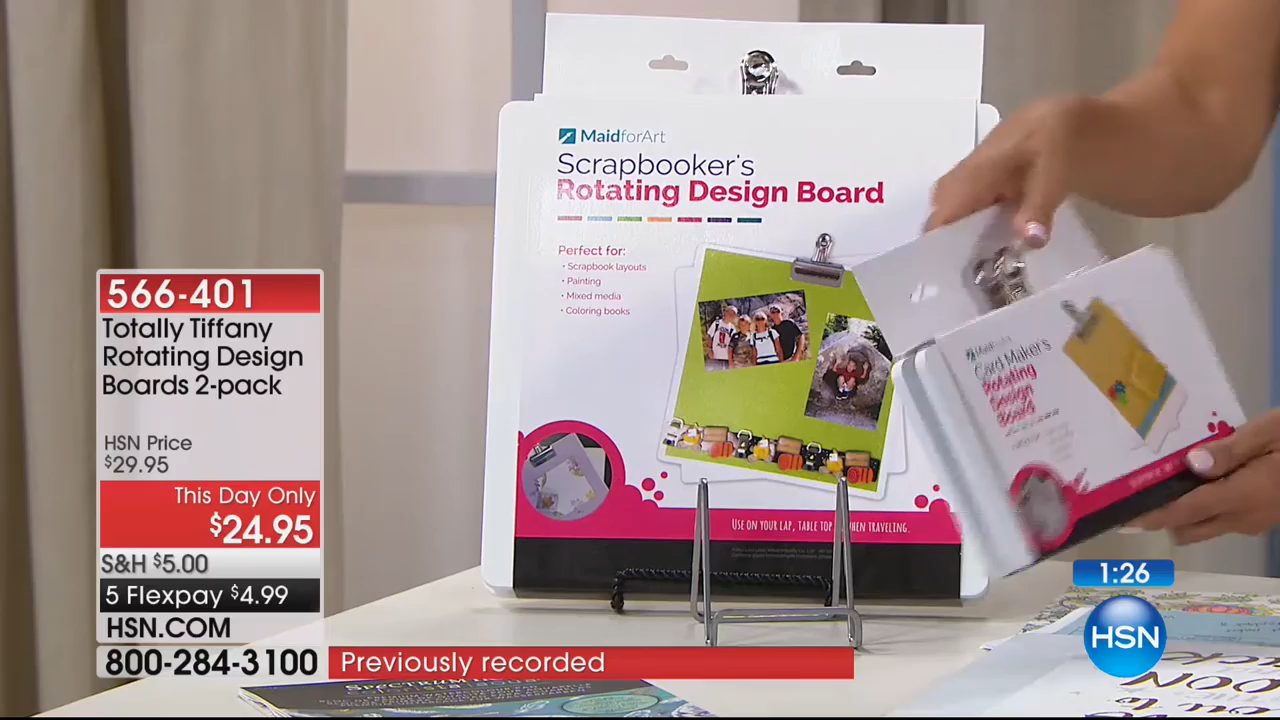 566-401
Totally Tiffany
Rotating Design
Boards 2-pack
HSN Price
$29.95
This Day Only
$24.95
S&H $5.00
5 Flexpay $4.99
HSN.COM
800-284-3100
Previously recorded
MaidforArt
Scrapbooker's
Rotating Design Board
Perfect for:
• Scrapbook layouts
• Painting
• Mixed media
• Coloring books
USE ON YOUR LAP, TABLE TOP WHEN TRAVELING.
Maid
Card Maker's
Rotating
Design
Board
1:26
HSN